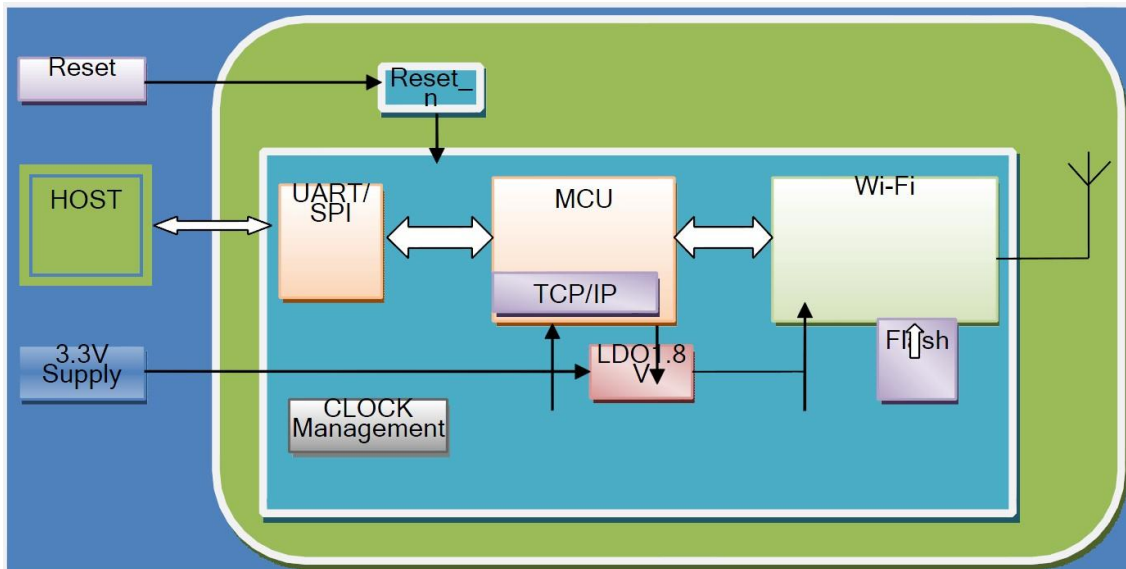 Reset
Reset_
n
HOST
UART/
SPI
MCU
Wi-Fi
TCP/IP
3.3V
Supply
LDO1.8
V
Flash
CLOCK
Management